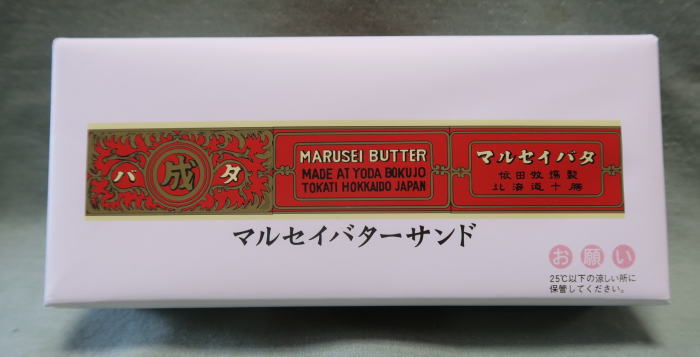 バ 成 タ
MARUSEI BUTTER
MADE AT YODA BOKUJO
TOKATI HOKKAIDO JAPAN
マルセイバタ
依田牧場製
北海道十勝
マルセイバターサンド
お願い
25℃以下の涼しい所に
保管してください。